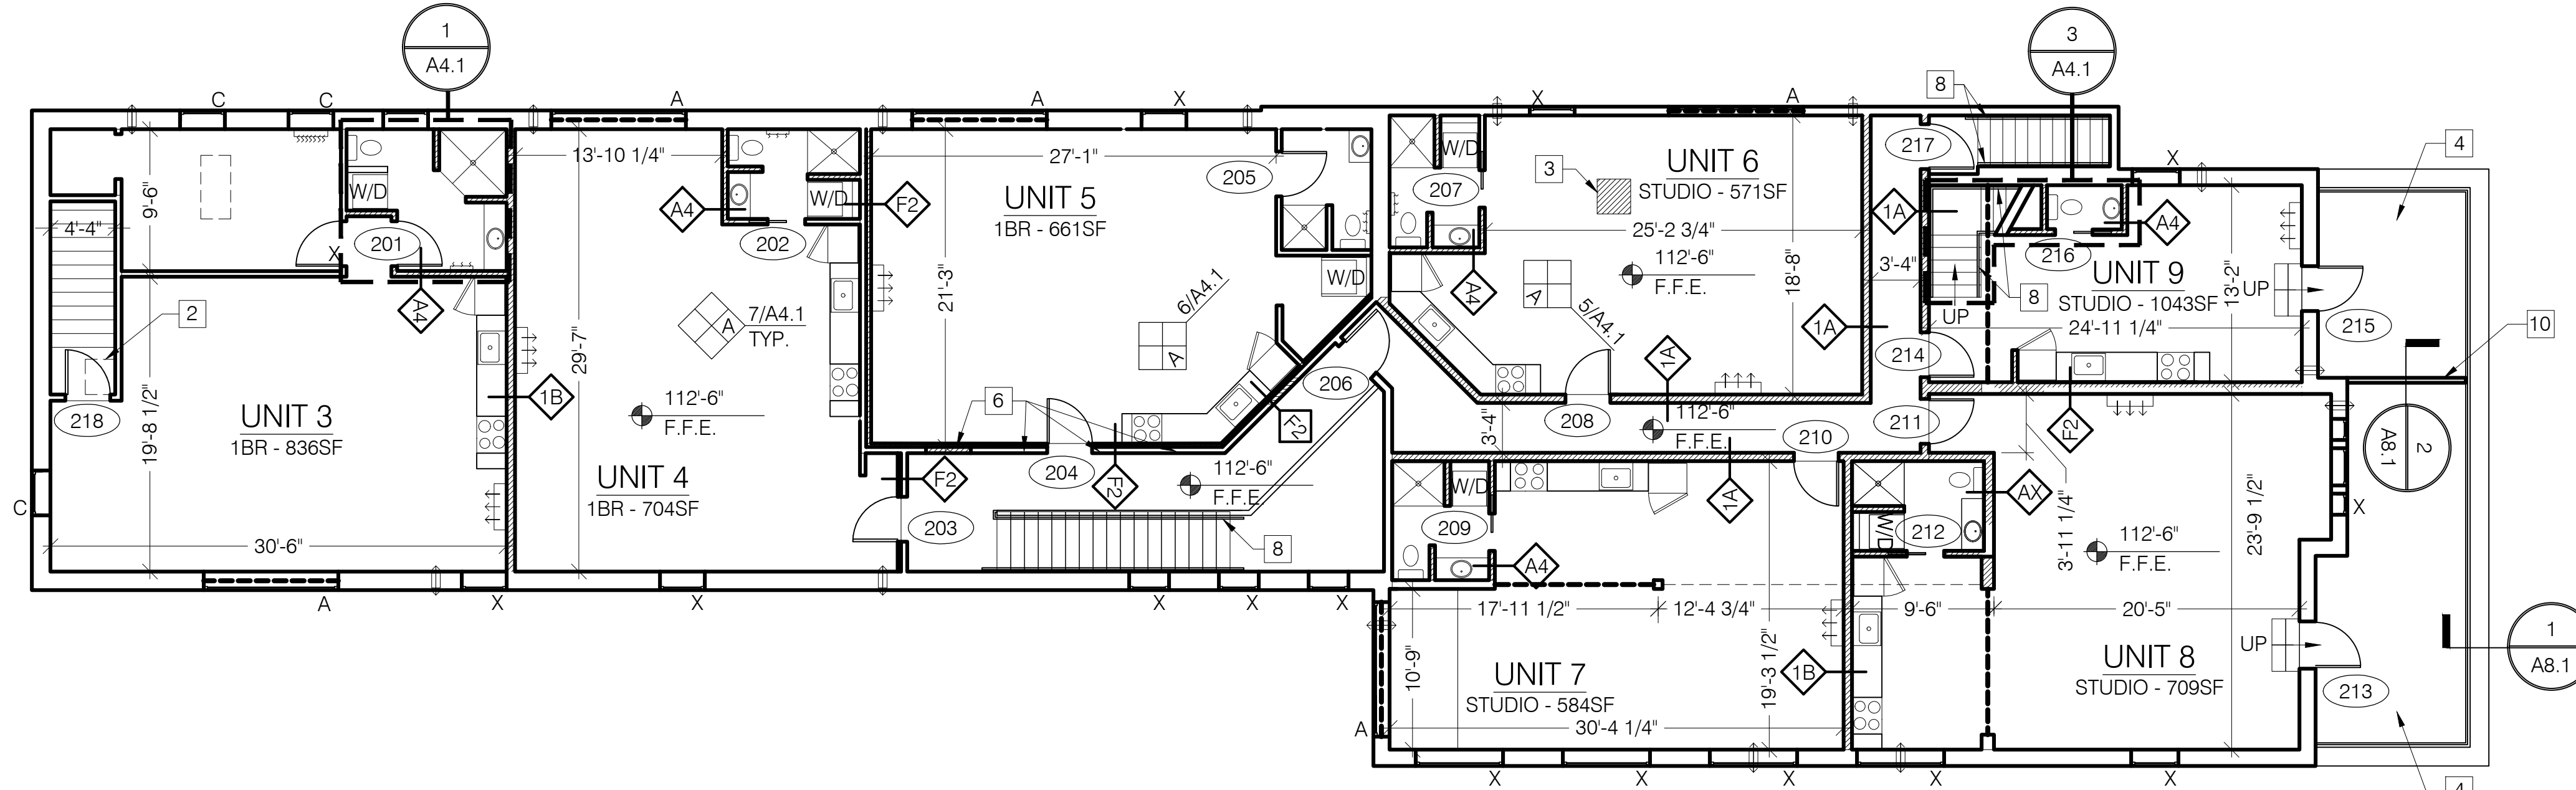 1
A4.1
3
A4.1
C
C
A
A
X
X
A
8
X
4
217
13'-10 1/4"
27'-1"
205
W/D
3
UNIT 6
STUDIO - 571SF
9'-6"
W/D
A4
W/D
F2
UNIT 5
1BR - 661SF
207
1A
A4
4'-4"
X
201
202
25'-2 3/4"
216
UNIT 9
STUDIO - 1043SF
13'-2"
UP
A4
2
7/A4.1
A
TYP.
21'-3"
6/A4.1
A
W/D
A4
A
5/A4.1
112'-6"
F.F.E.
18'-8"
3'-4"
1A
8
UP
24'-11 1/4"
215
10
29'-7"
214
UNIT 3
1BR - 836SF
218
19'-8 1/2"
1B
112'-6"
F.F.E.
6
206
F2
1A
208
112'-6"
F.F.E.
3'-4"
210
211
F2
2
A8.1
UNIT 4
1BR - 704SF
F2
204
F2
112'-6"
F.F.E.
W/D
1A
AX
C
203
209
W/D
212
3'-11 1/4"
112'-6"
F.F.E.
23'-9 1/2"
X
30'-6"
8
A4
A
X
X
X
X
X
17'-11 1/2"
12'-4 3/4"
9'-6"
20'-5"
10'-9"
UNIT 7
STUDIO - 584SF
19'-3 1/2"
1B
UNIT 8
STUDIO - 709SF
UP
213
1
A8.1
A
30'-4 1/4"
X
X
X
X
X
4